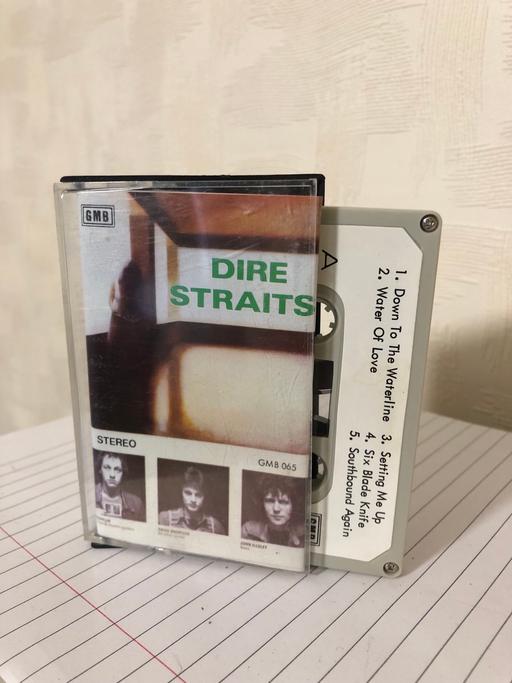 GMB
DIRE
STRAITS
STEREO
GMB 065
A
1. Down To The Waterline
2. Water Of Love
3. Setting Me Up
4. Six Blade Knife
5. Southbound Again
GMB